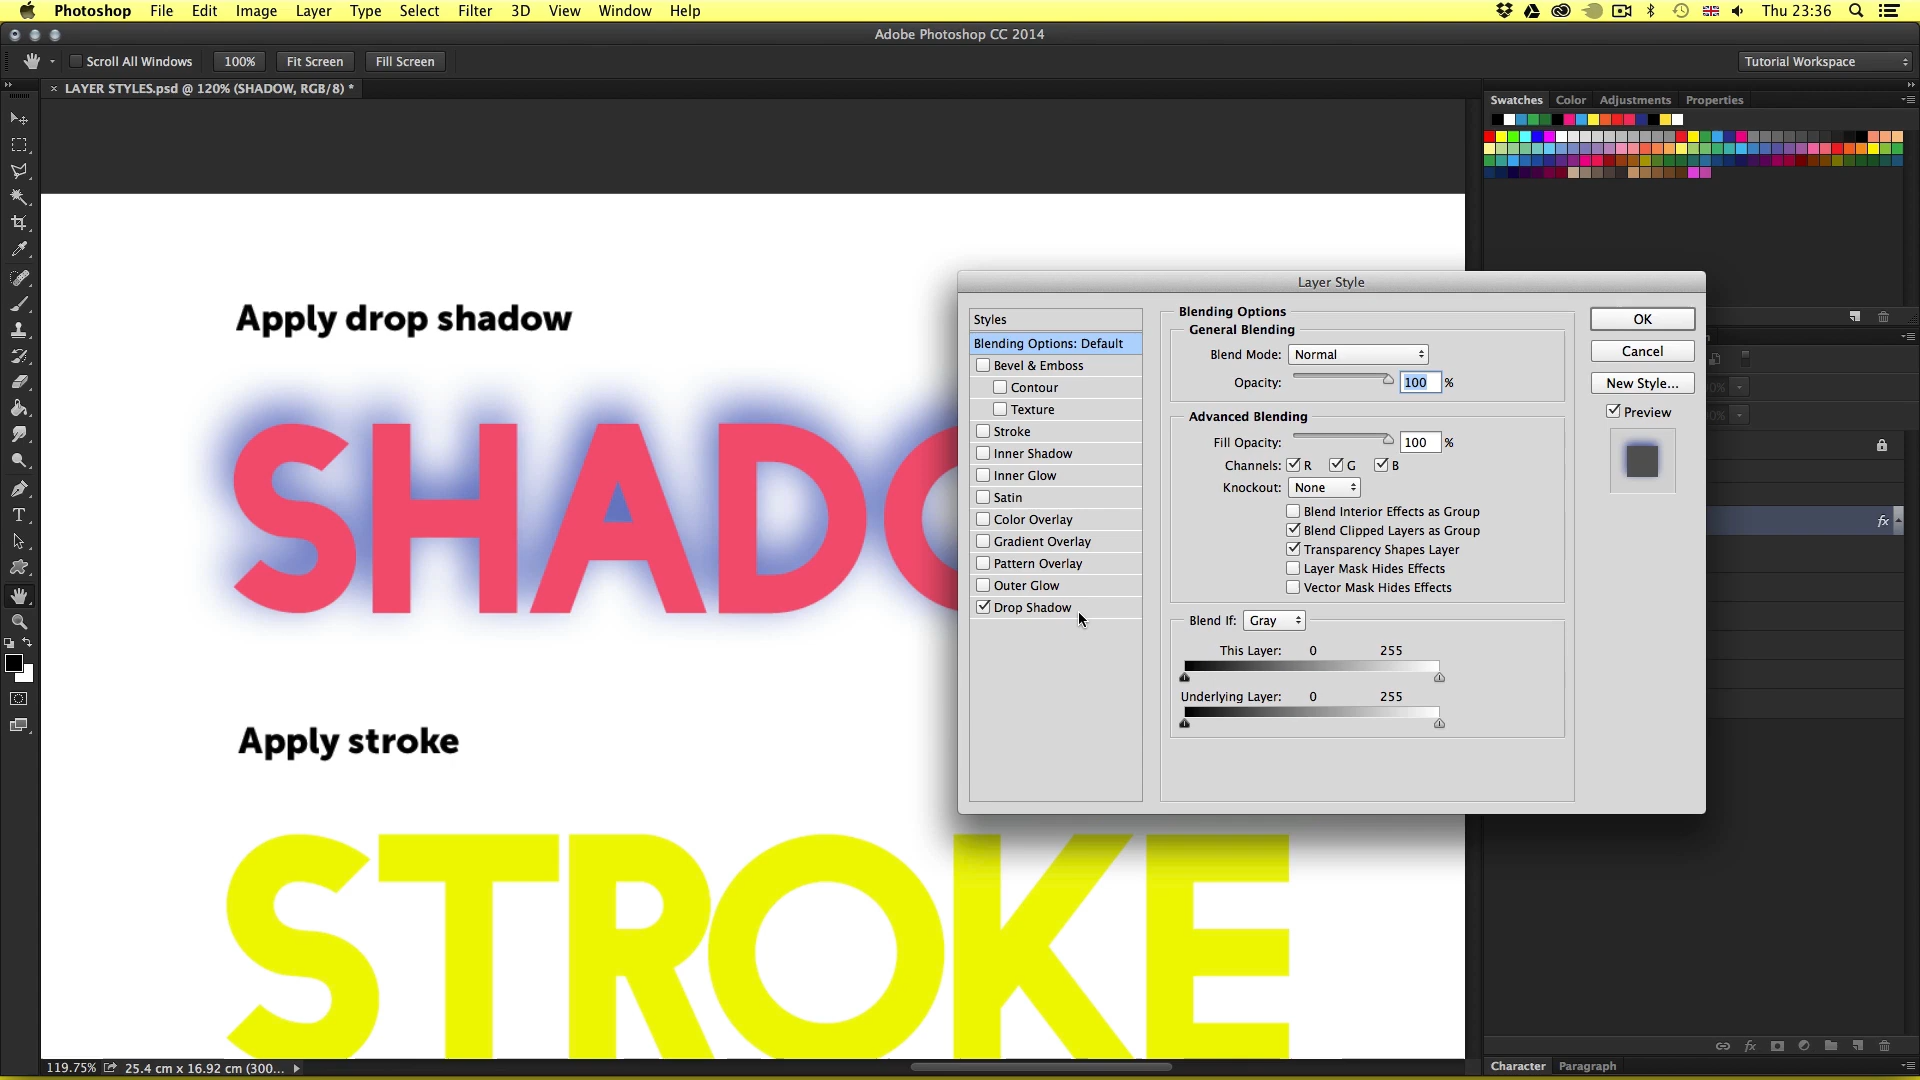 Photoshop File Edit Image Layer Type Select Filter 3D View Window Help Thu 23:36
Adobe Photoshop CC 2014
Scroll All Windows 100% Fit Screen Fill Screen Tutorial Workspace
× LAYER STYLES.psd @ 120% (SHADOW, RGB/8) *
Swatches Color Adjustments Properties
Apply drop shadow
SHADO
Apply stroke
STROKE
Layer Style
Styles
Blending Options: Default
Bevel & Emboss
Contour
Texture
Stroke
Inner Shadow
Inner Glow
Satin
Color Overlay
Gradient Overlay
Pattern Overlay
Outer Glow
Drop Shadow
Blending Options
General Blending
Blend Mode: Normal
Opacity: 100 %
Advanced Blending
Fill Opacity: 100 %
Channels: R G B
Knockout: None
Blend Interior Effects as Group
Blend Clipped Layers as Group
Transparency Shapes Layer
Layer Mask Hides Effects
Vector Mask Hides Effects
Blend If: Gray
This Layer: 0 255
Underlying Layer: 0 255
OK
Cancel
New Style...
Preview
fx
fx
119.75% 25.4 cm x 16.92 cm (300...
Character Paragraph